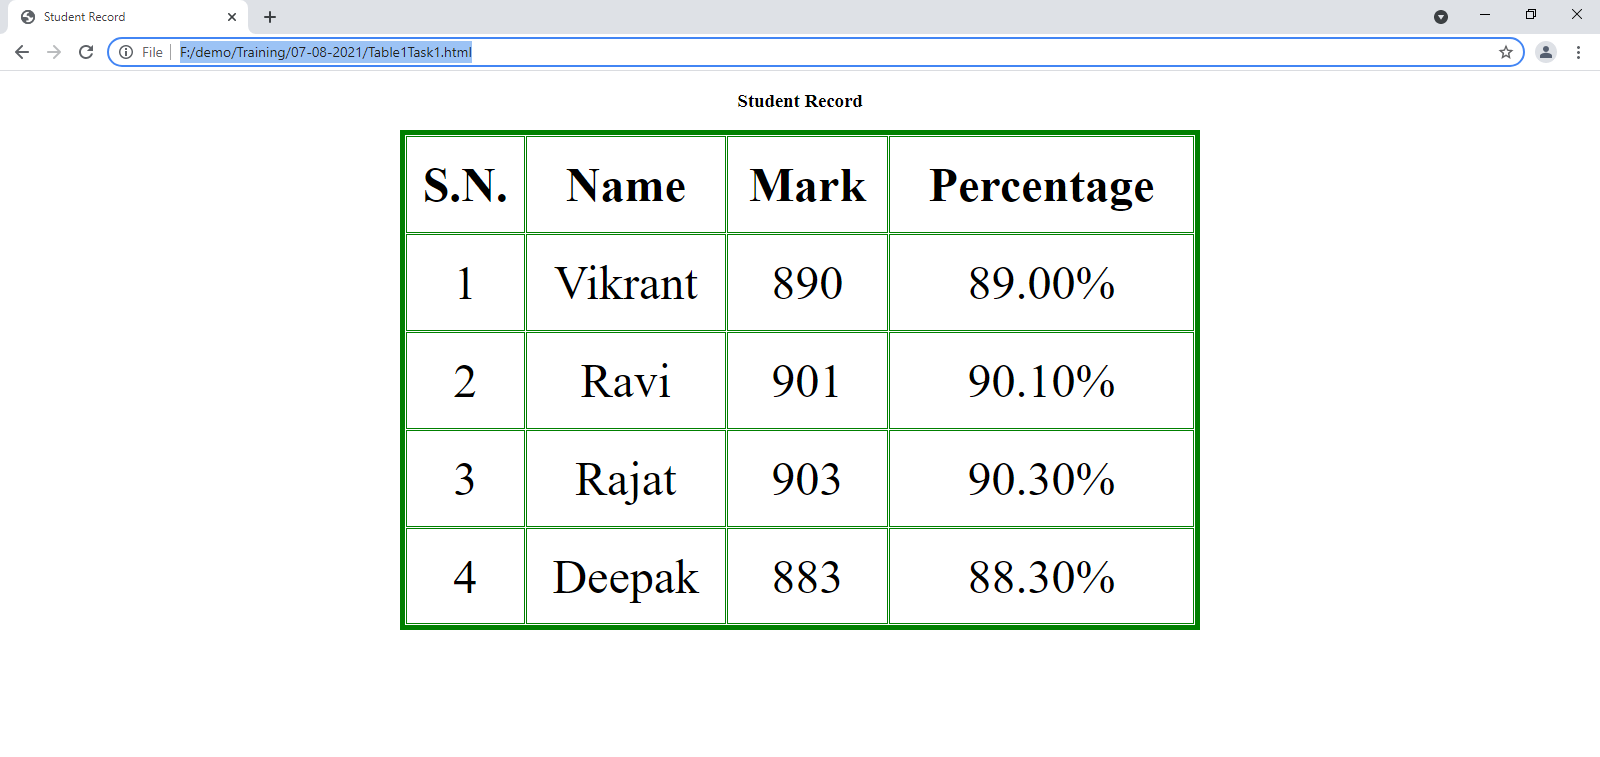 Student Record
File F:/demo/Training/07-08-2021/Table1Task1.html
Student Record
S.N. Name Mark Percentage
1 Vikrant 890 89.00%
2 Ravi 901 90.10%
3 Rajat 903 90.30%
4 Deepak 883 88.30%